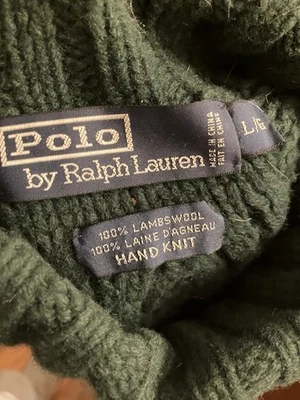 Polo
by Ralph Lauren
MADE IN CHINA
FAIT EN CHINE
L/G
100% LAMBSWOOL
100% LAINE D'AGNEAU
HAND KNIT